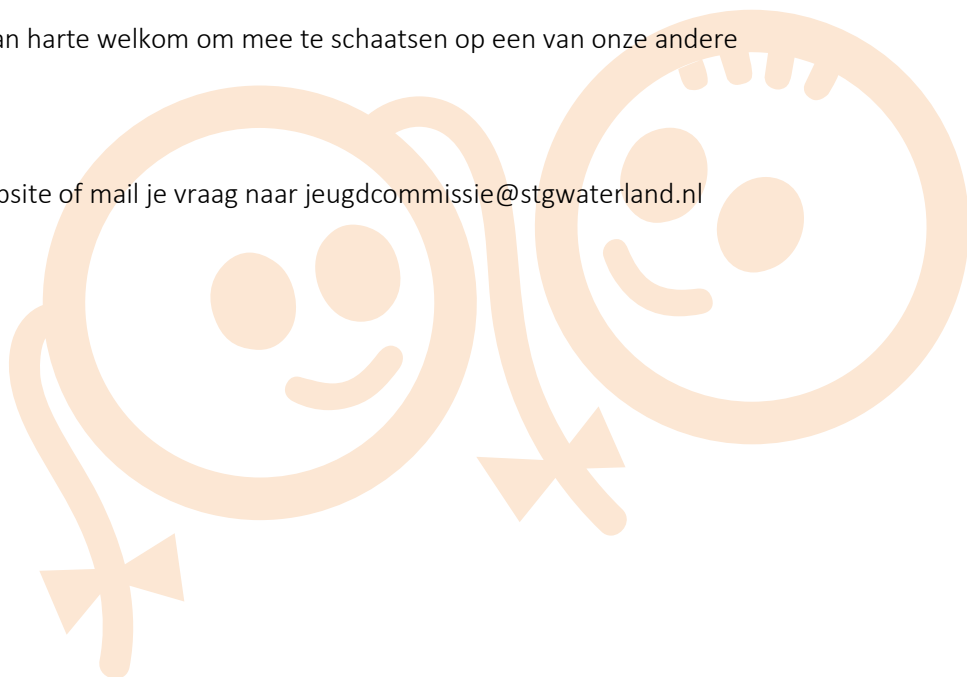 an harte welkom om mee te schaatsen op een van onze andere
site of mail je vraag naar jeugdcommissie@stgwaterland.nl